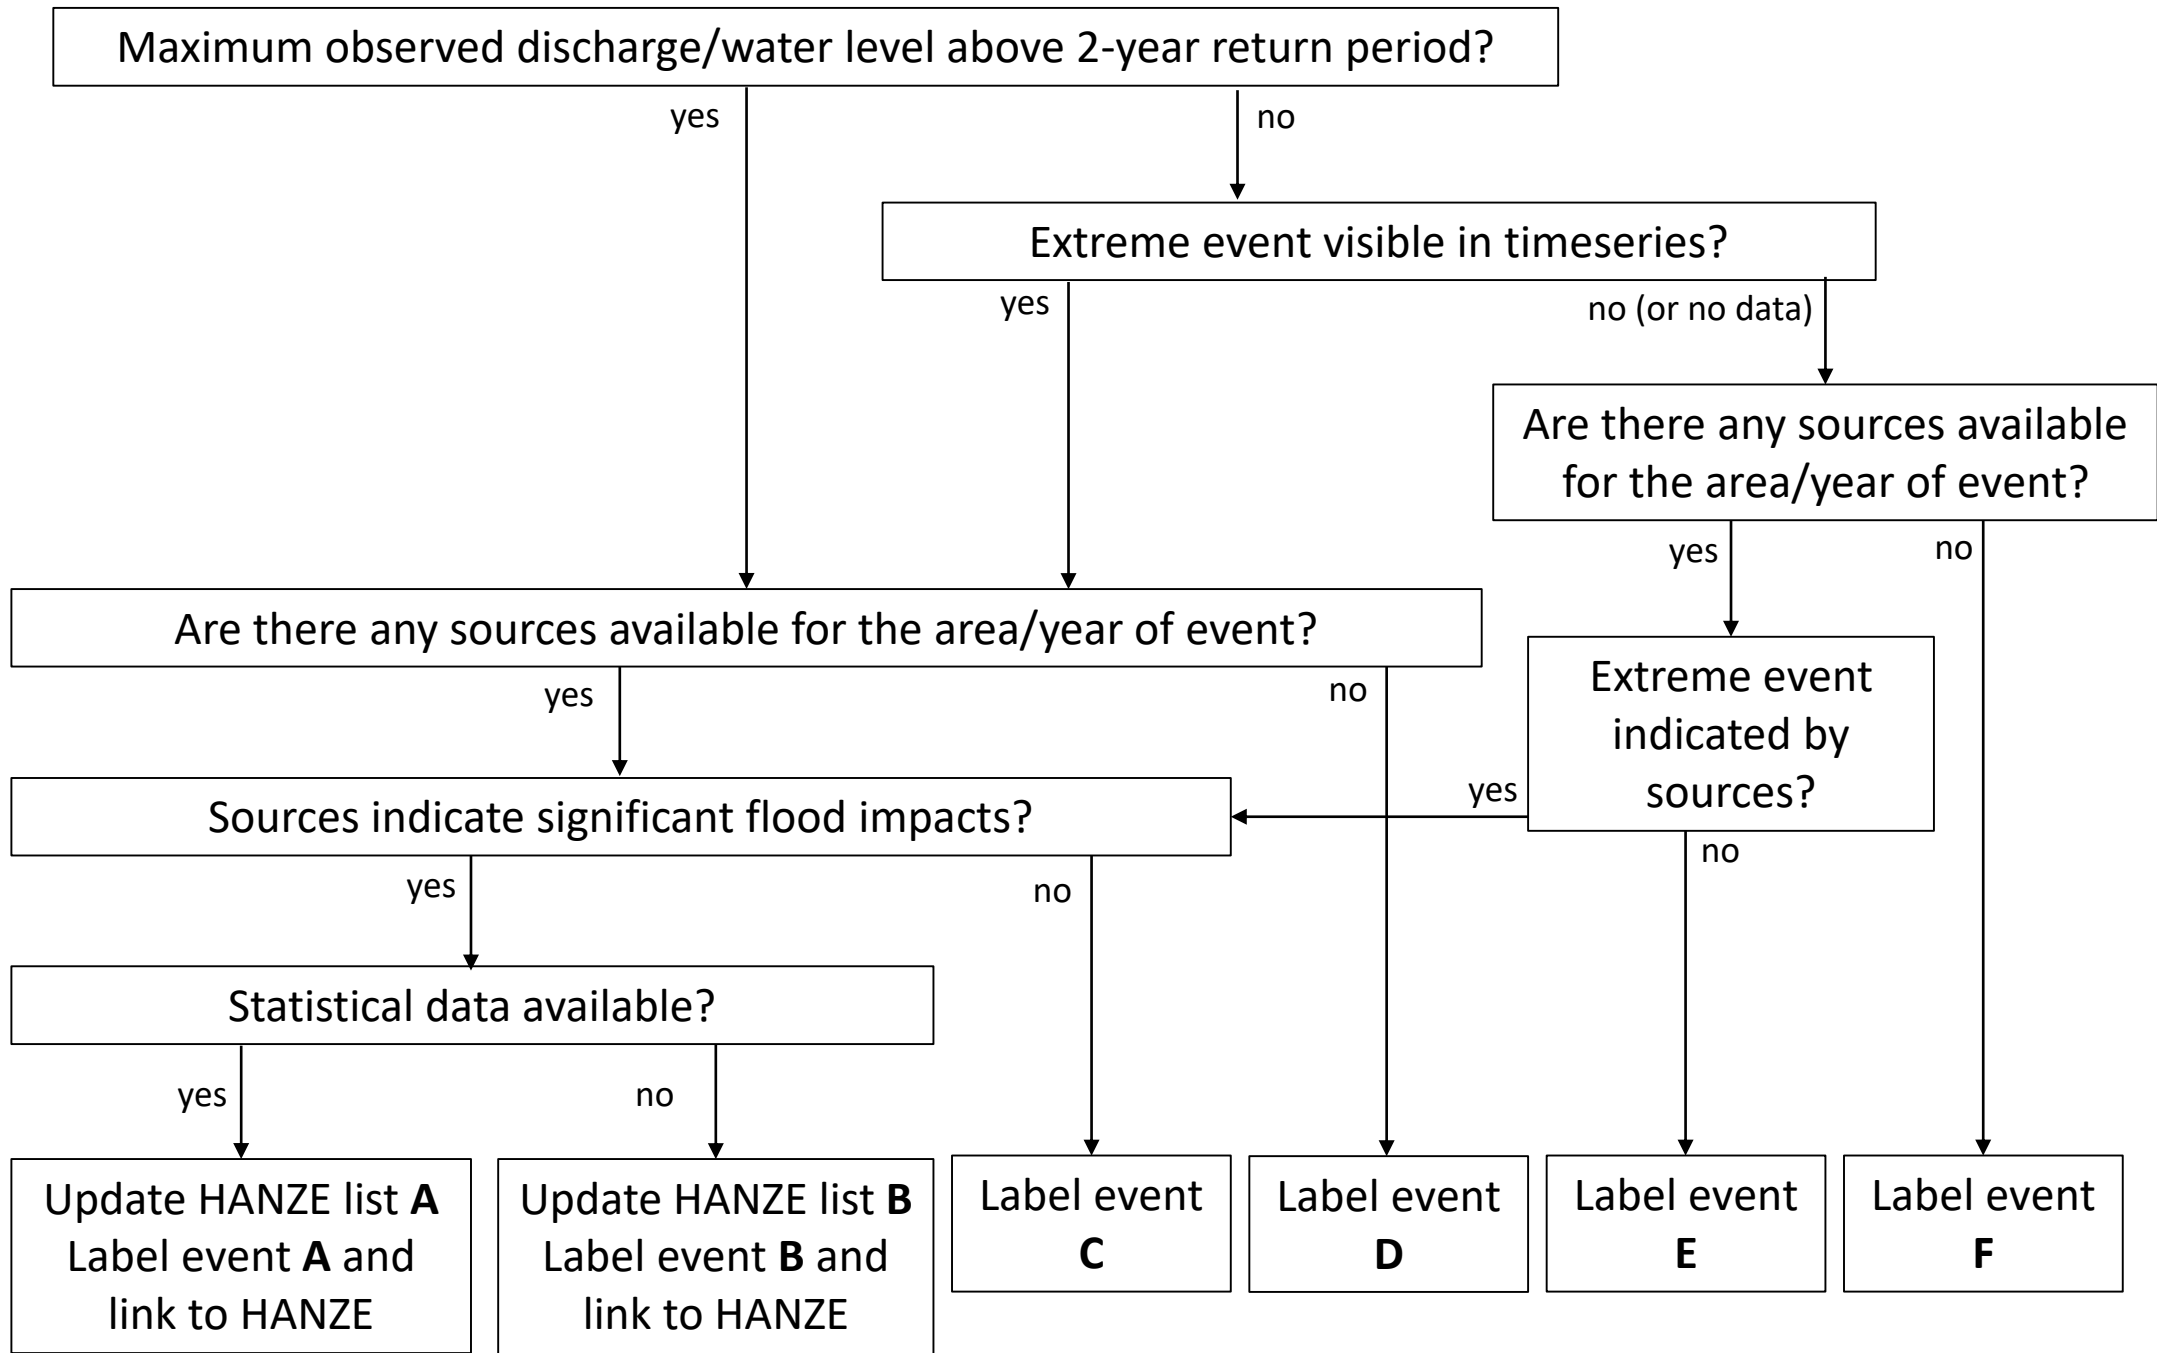 Maximum observed discharge/water level above 2-year return period?
yes
no
Extreme event visible in timeseries?
yes
no (or no data)
Are there any sources available
for the area/year of event?
yes
no
Are there any sources available for the area/year of event?
yes
no
Extreme event
indicated by
sources?
yes
no
Sources indicate significant flood impacts?
yes
no
Statistical data available?
yes
no
Update HANZE list A
Label event A and
link to HANZE
Update HANZE list B
Label event B and
link to HANZE
Label event
C
Label event
D
Label event
E
Label event
F